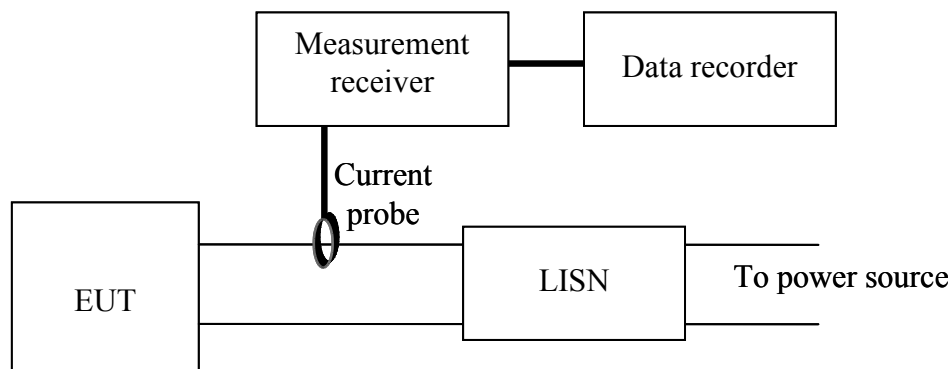 Measurement
receiver
Data recorder
Current
probe
EUT
LISN
To power source